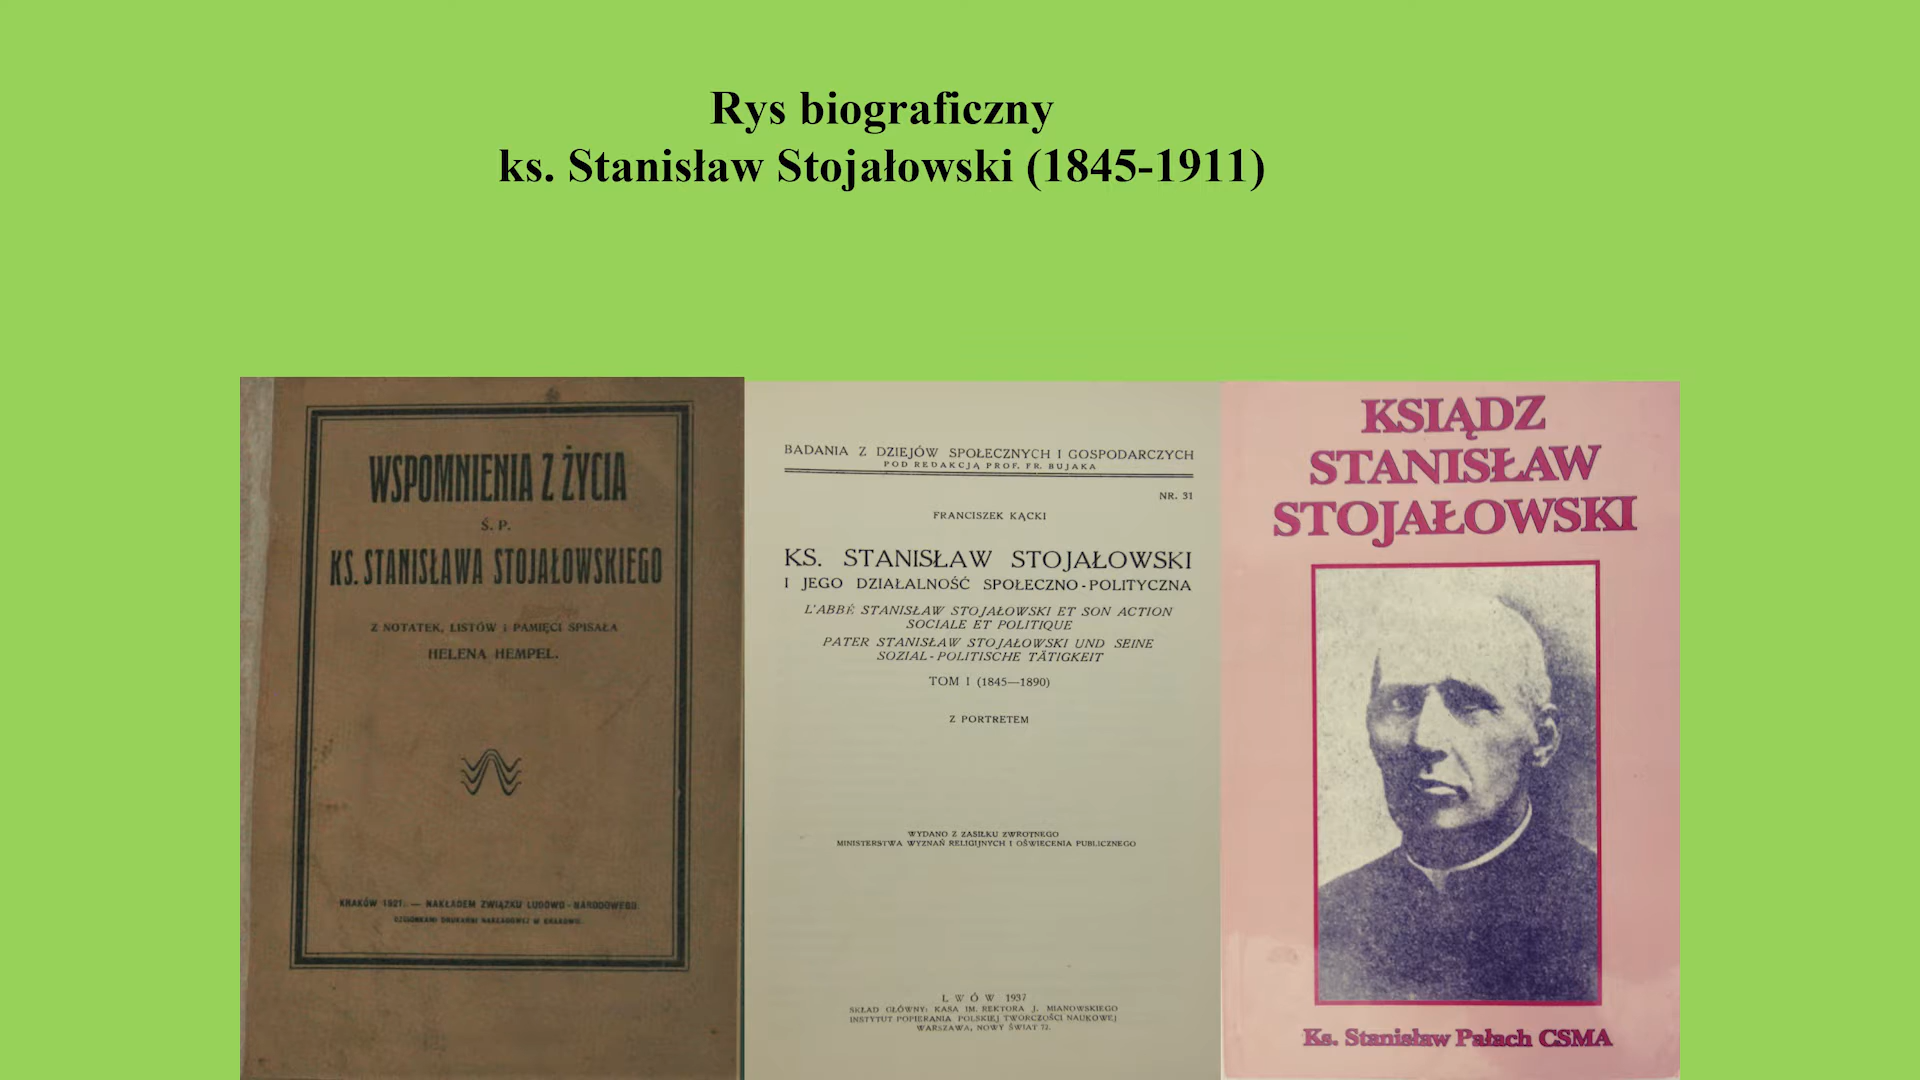 Rys biograficzny
ks. Stanisław Stojałowski (1845-1911)
WSPOMNIENIA Z ŻYCIA
Ś. P.
KS. STANISŁAWA STOJAŁOWSKIEGO
Z NOTATEK, LISTÓW I PAMIĘCI SPISAŁA
HELENA HEMPEL.
KRAKÓW 1921. — NAKŁADEM ZWIĄZKU LUDOWO-NARODOWEGO.
CZCIONKAMI DRUKARNI NAKŁADOWEJ W KRAKOWIE.
BADANIA Z DZIEJÓW SPOŁECZNYCH I GOSPODARCZYCH
POD REDAKCJĄ PROF. FR. BUJAKA
NR. 31
FRANCISZEK KĄCKI
KS. STANISŁAW STOJAŁOWSKI
I JEGO DZIAŁALNOŚĆ SPOŁECZNO-POLITYCZNA
L'ABBÉ STANISŁAW STOJAŁOWSKI ET SON ACTION
SOCIALE ET POLITIQUE
PATER STANISŁAW STOJAŁOWSKI UND SEINE
SOZIAL-POLITISCHE TÄTIGKEIT
TOM I (1845—1890)
Z PORTRETEM
WYDANO Z ZASIŁKU ZWROTNEGO
MINISTERSTWA WYZNAŃ RELIGIJNYCH I OŚWIECENIA PUBLICZNEGO
LWÓW 1937
SKŁAD GŁÓWNY: KASA IM. REKTORA J. MIANOWSKIEGO
INSTYTUT POPIERANIA POLSKIEJ TWÓRCZOŚCI NAUKOWEJ
WARSZAWA, NOWY ŚWIAT 72.
KSIĄDZ
STANISŁAW
STOJAŁOWSKI
Ks. Stanisław Pałach CSMA